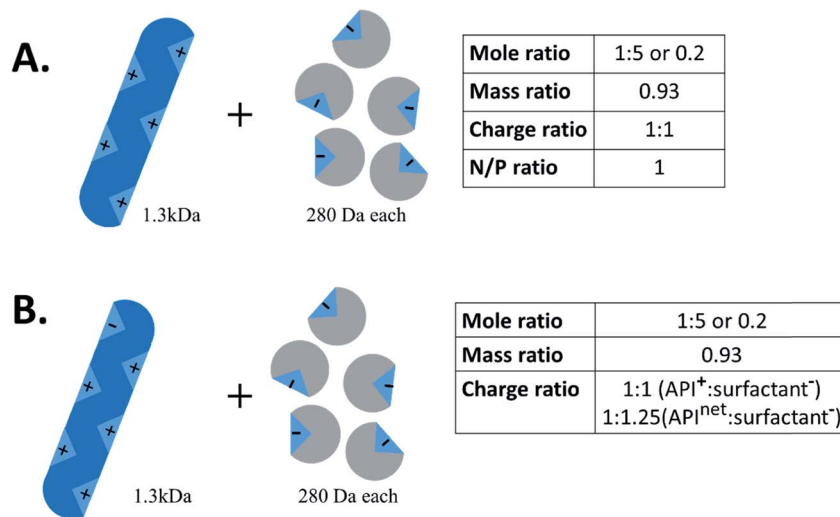 A.
+
+
+
+
+
+
-
-
-
-
-
1.3kDa
280 Da each
Mole ratio 1:5 or 0.2
Mass ratio 0.93
Charge ratio 1:1
N/P ratio 1
B.
-
+
+
+
+
+
+
-
-
-
-
-
1.3kDa
280 Da each
Mole ratio 1:5 or 0.2
Mass ratio 0.93
Charge ratio 1:1 (API⁺:surfactant⁻)
1:1.25(APIⁿᵉᵗ:surfactant⁻)